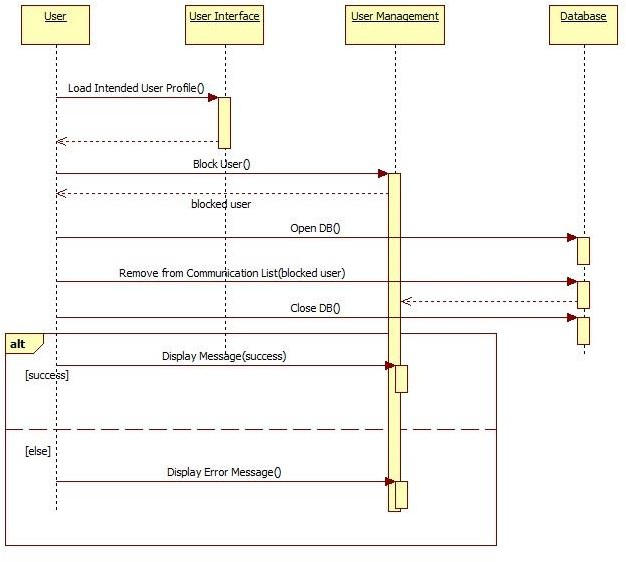 User
User Interface
User Management
Database
Load Intended User Profile()
Block User()
blocked user
Open DB()
Remove from Communication List(blocked user)
Close DB()
alt
Display Message(success)
[success]
[else]
Display Error Message()